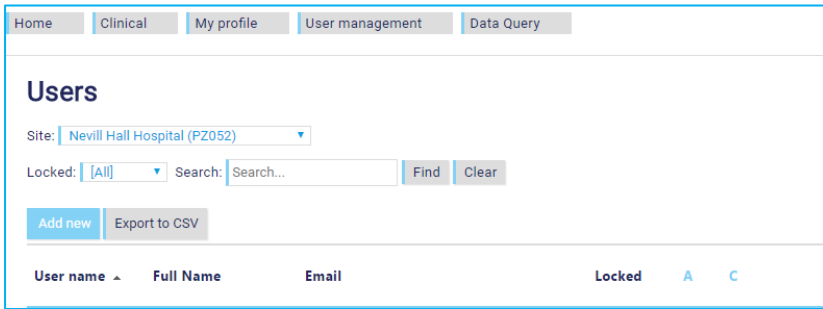 Home Clinical My profile User management Data Query
Users
Site: Nevill Hall Hospital (PZ052)
Locked: [All] Search: Search... Find Clear
Add new Export to CSV
User name Full Name Email Locked A C